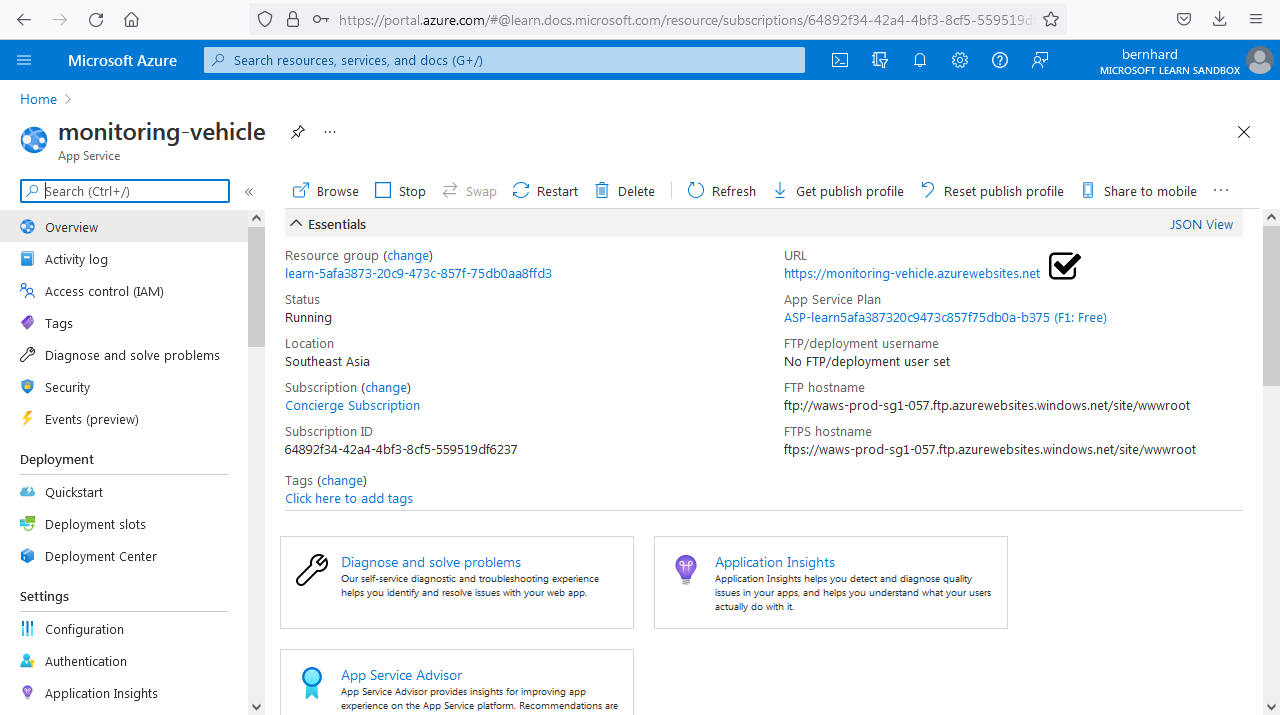 https://portal.azure.com/#@learn.docs.microsoft.com/resource/subscriptions/64892f34-42a4-4bf3-8cf5-559519d
Microsoft Azure
Search resources, services, and docs (G+/)
bernhard
MICROSOFT LEARN SANDBOX
Home
monitoring-vehicle
App Service
Search (Ctrl+/)
Browse Stop Swap Restart Delete Refresh Get publish profile Reset publish profile Share to mobile
Overview
Activity log
Access control (IAM)
Tags
Diagnose and solve problems
Security
Events (preview)
Deployment
Quickstart
Deployment slots
Deployment Center
Settings
Configuration
Authentication
Application Insights
Essentials
JSON View
Resource group (change)
learn-5afa3873-20c9-473c-857f-75db0aa8ffd3
Status
Running
Location
Southeast Asia
Subscription (change)
Concierge Subscription
Subscription ID
64892f34-42a4-4bf3-8cf5-559519df6237
Tags (change)
Click here to add tags
URL
https://monitoring-vehicle.azurewebsites.net
App Service Plan
ASP-learn5afa387320c9473c857f75db0a-b375 (F1: Free)
FTP/deployment username
No FTP/deployment user set
FTP hostname
ftp://waws-prod-sg1-057.ftp.azurewebsites.windows.net/site/wwwroot
FTPS hostname
ftps://waws-prod-sg1-057.ftp.azurewebsites.windows.net/site/wwwroot
Diagnose and solve problems
Our self-service diagnostic and troubleshooting experience
helps you identify and resolve issues with your web app.
Application Insights
Application Insights helps you detect and diagnose quality
issues in your apps, and helps you understand what your users
actually do with it.
App Service Advisor
App Service Advisor provides insights for improving app
experience on the App Service platform. Recommendations are